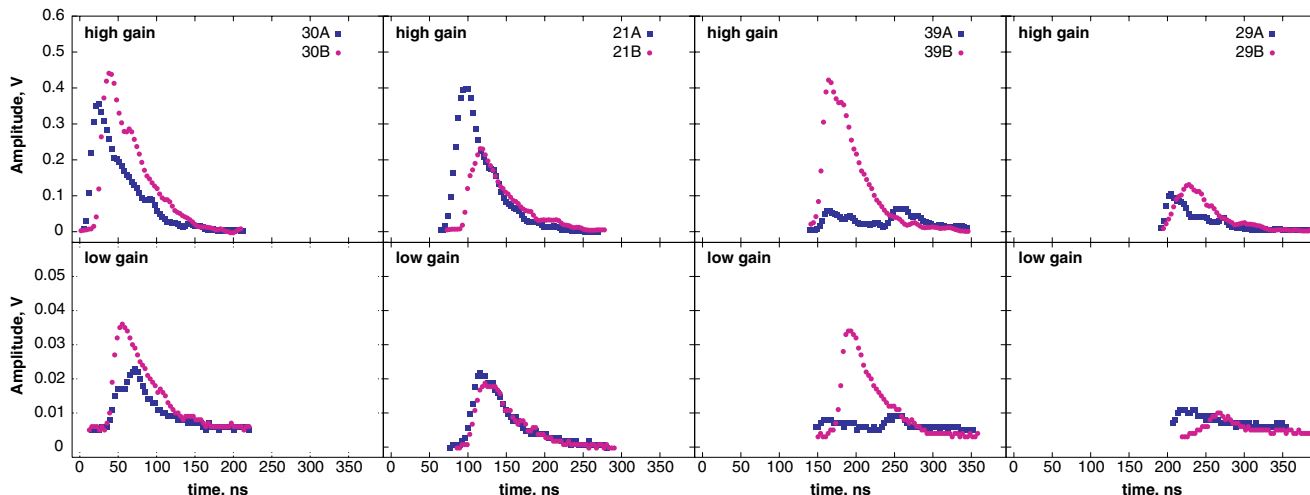 0.6
0.5
0.4
0.3
0.2
0.1
0
Amplitude, V
high gain
30A
30B
high gain
21A
21B
high gain
39A
39B
high gain
29A
29B
0.05
0.04
0.03
0.02
0.01
0
Amplitude, V
low gain
low gain
low gain
low gain
0 50 100 150 200 250 300 350
0 50 100 150 200 250 300 350
0 50 100 150 200 250 300 350
0 50 100 150 200 250 300 350
time, ns
time, ns
time, ns
time, ns